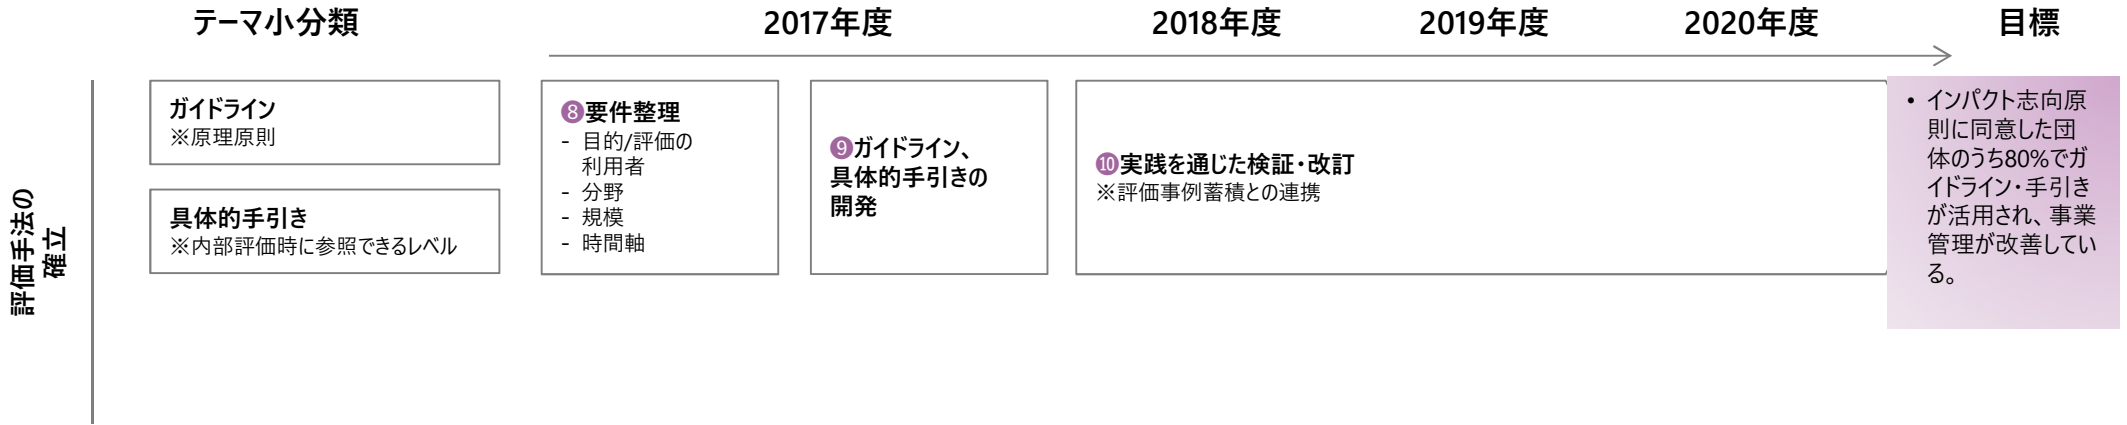 テーマ小分類
2017年度
2018年度
2019年度
2020年度
目標
評価手法の
確立
ガイドライン
※原理原則
具体的手引き
※内部評価時に参照できるレベル
❽要件整理
- 目的/評価の
利用者
- 分野
- 規模
- 時間軸
❾ガイドライン、
具体的手引きの
開発
❿実践を通じた検証・改訂
※評価事例蓄積との連携
• インパクト志向原
則に同意した団
体のうち80%でガ
イドライン・手引き
が活用され、事業
管理が改善してい
る。